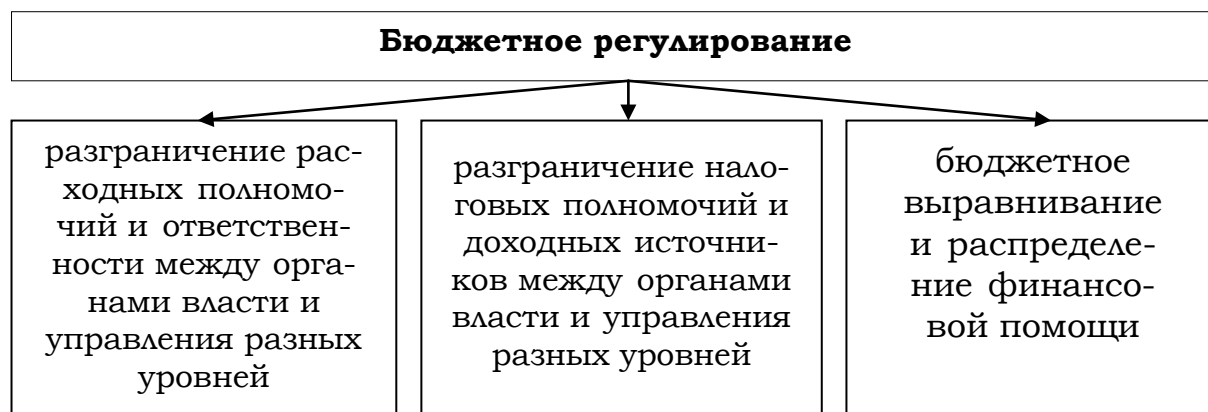 Бюджетное регулирование
разграничение рас-
ходных полномо-
чий и ответствен-
ности между орга-
нами власти и
управления разных
уровней
разграничение нало-
говых полномочий и
доходных источни-
ков между органами
власти и управления
разных уровней
бюджетное
выравнивание
и распределе-
ние финансо-
вой помощи